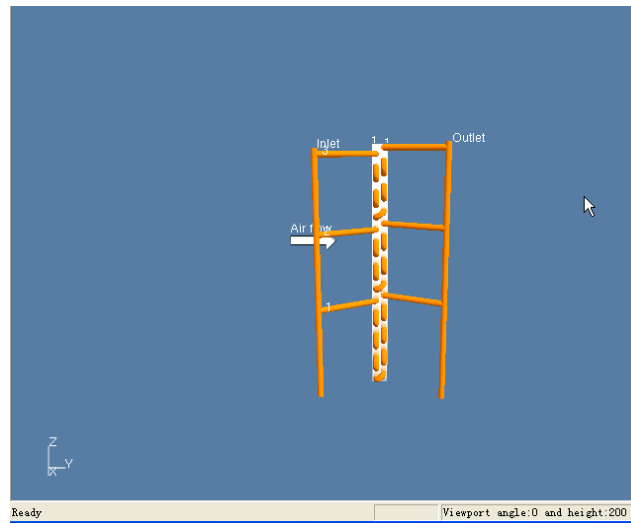 1 1
Inlet
3
Outlet
Air flow
2
1
Z
Y
X
Ready
Viewport angle:0 and height:200